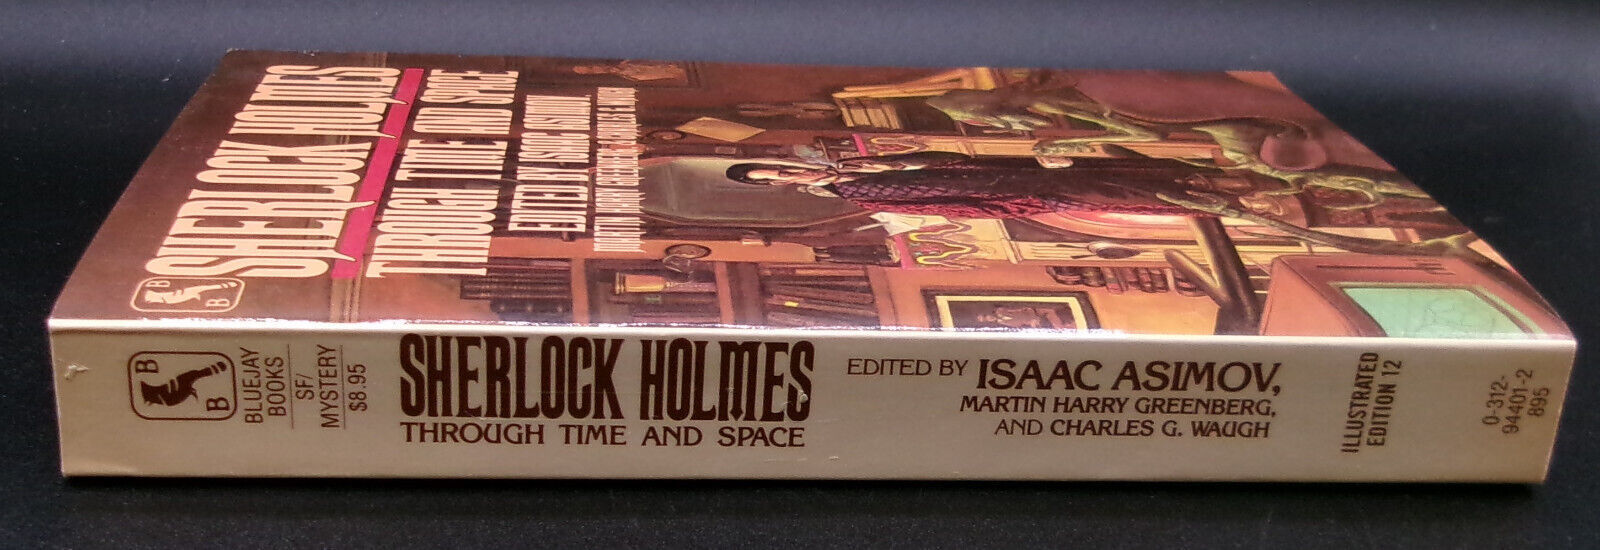 SHERLOCK HOLMES
THROUGH TIME AND SPACE
EDITED BY ISAAC ASIMOV,
MARTIN HARRY GREENBERG & CHARLES G. WAUGH
B
B
B
B
BLUEJAY
BOOKS
SF/
MYSTERY
$8.95
SHERLOCK HOLMES
THROUGH TIME AND SPACE
EDITED BY ISAAC ASIMOV,
MARTIN HARRY GREENBERG,
AND CHARLES G. WAUGH
ILLUSTRATED
EDITION 12
0-312-
94401-2
895